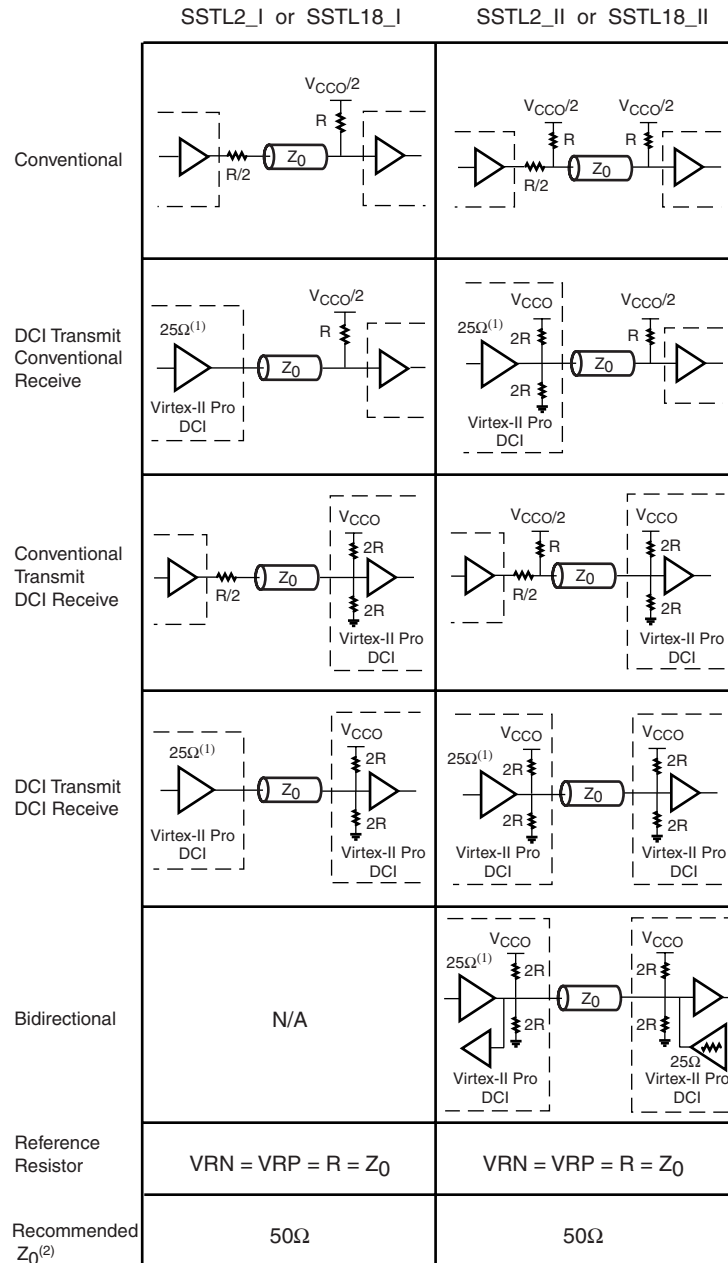 SSTL2_I or SSTL18_I
SSTL2_II or SSTL18_II
Conventional
R/2
Z0
R
VCCO/2
R/2
VCCO/2
R
Z0
VCCO/2
R
DCI Transmit
Conventional
Receive
25Ω(1)
Virtex-II Pro
DCI
Z0
R
VCCO/2
25Ω(1)
VCCO
2R
2R
Virtex-II Pro
DCI
Z0
VCCO/2
R
Conventional
Transmit
DCI Receive
R/2
Z0
VCCO
2R
2R
Virtex-II Pro
DCI
R/2
VCCO/2
R
Z0
VCCO
2R
2R
Virtex-II Pro
DCI
DCI Transmit
DCI Receive
25Ω(1)
Virtex-II Pro
DCI
Z0
VCCO
2R
2R
Virtex-II Pro
DCI
25Ω(1)
VCCO
2R
2R
Virtex-II Pro
DCI
Z0
VCCO
2R
2R
Virtex-II Pro
DCI
Bidirectional
N/A
25Ω(1)
VCCO
2R
2R
Virtex-II Pro
DCI
Z0
VCCO
2R
2R
25Ω
Virtex-II Pro
DCI
Reference
Resistor
VRN = VRP = R = Z0
VRN = VRP = R = Z0
Recommended
Z0(2)
50Ω
50Ω